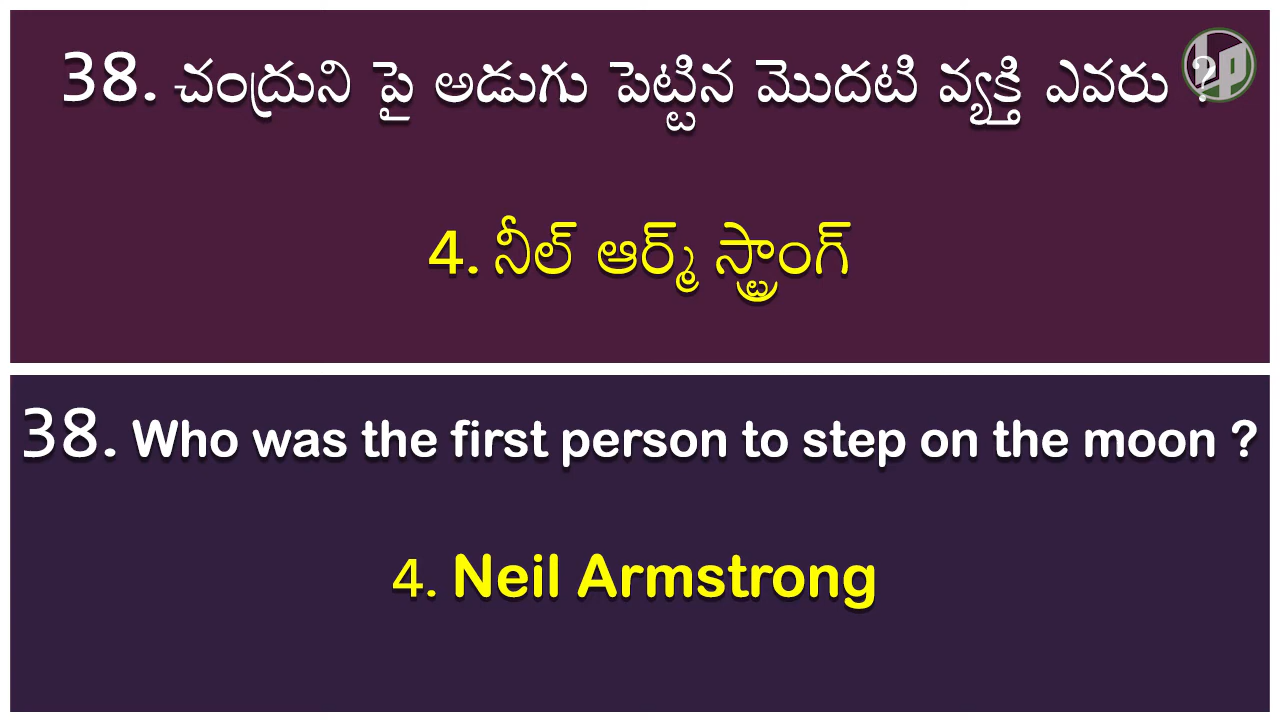 38. చంద్రుని పై అడుగు పెట్టిన మొదటి వ్యక్తి ఎవరు ?
4. నీల్ ఆర్మ్ స్ట్రాంగ్
38. Who was the first person to step on the moon ?
4. Neil Armstrong